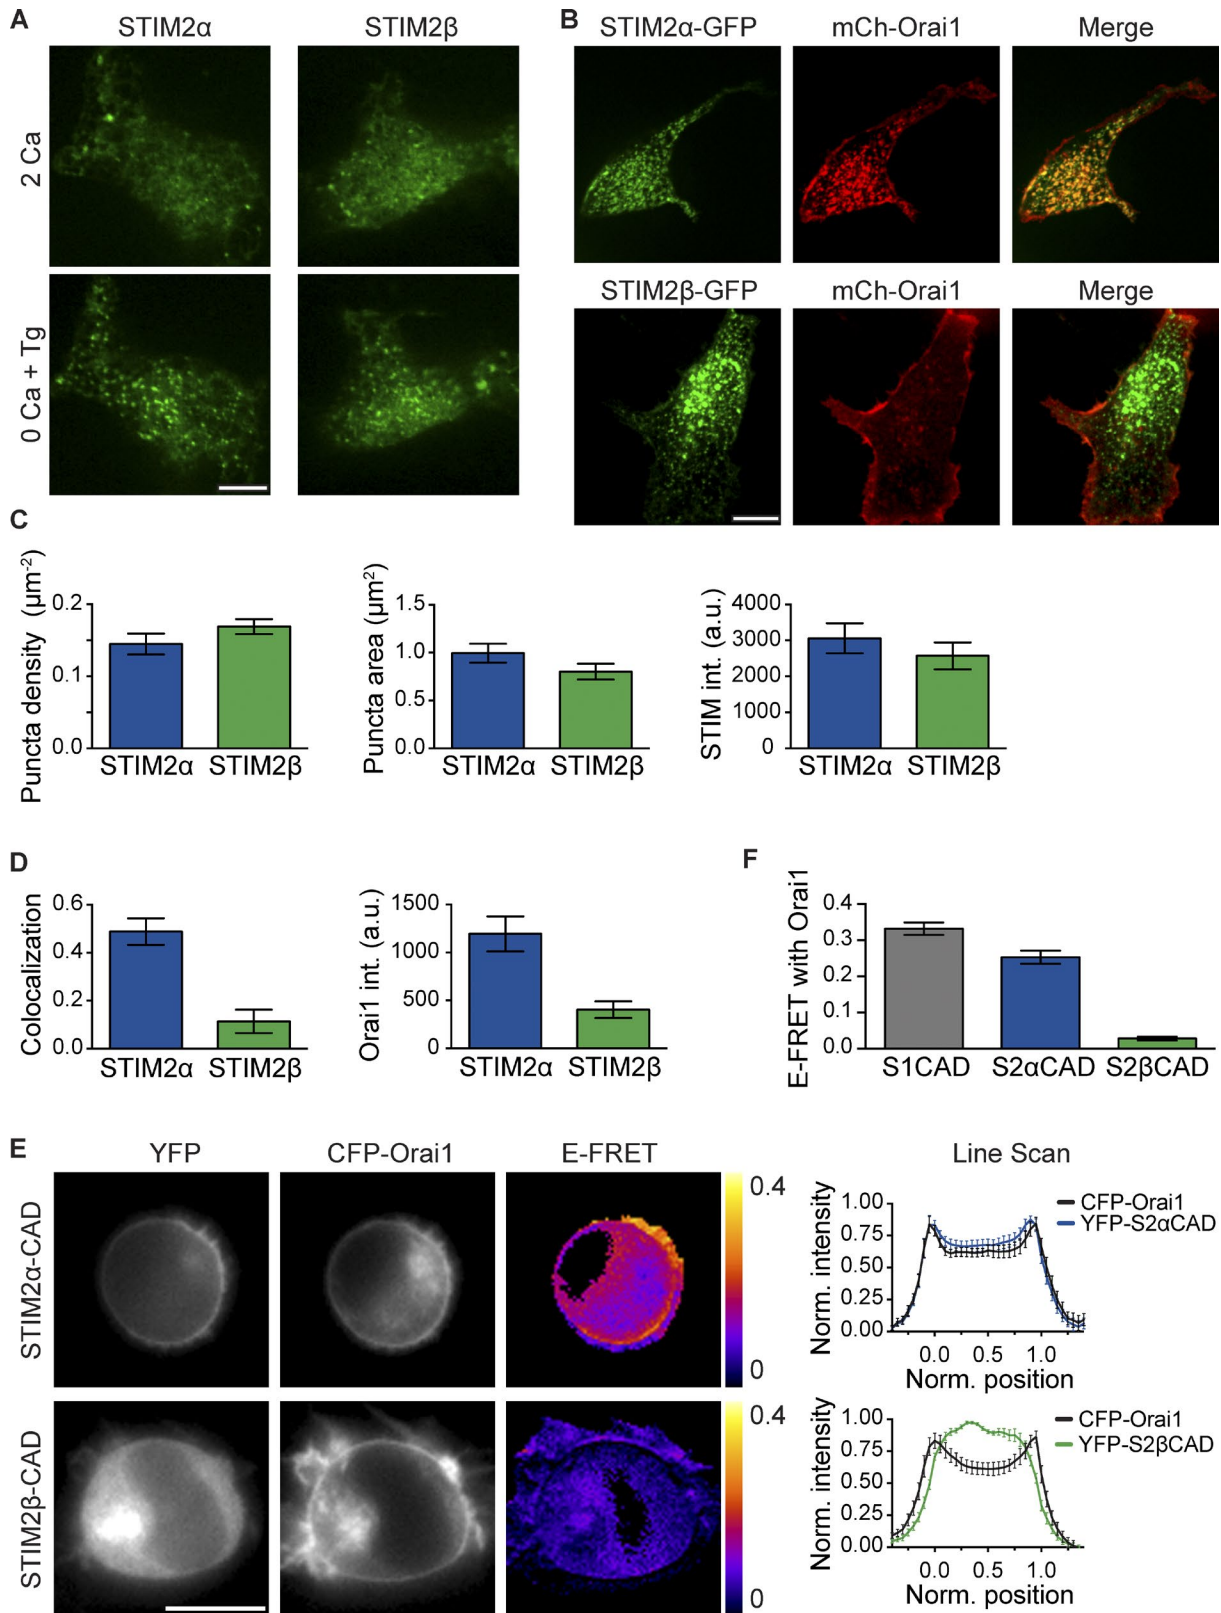 A
STIM2α
STIM2β
2 Ca
0 Ca + Tg
B
STIM2α-GFP
mCh-Orai1
Merge
STIM2β-GFP
mCh-Orai1
Merge
C
Puncta density (µm-2)
0.2
0.1
0.0
STIM2α
STIM2β
Puncta area (µm2)
1.5
1.0
0.5
0.0
STIM2α
STIM2β
STIM int. (a.u.)
4000
3000
2000
1000
0
STIM2α
STIM2β
D
Colocalization
0.6
0.4
0.2
0.0
STIM2α
STIM2β
Orai1 int. (a.u.)
1500
1000
500
0
STIM2α
STIM2β
F
E-FRET with Orai1
0.4
0.3
0.2
0.1
0.0
S1CAD
S2αCAD
S2βCAD
E
YFP
CFP-Orai1
E-FRET
Line Scan
STIM2α-CAD
0.4
0
Norm. intensity
1.00
0.75
0.50
0.25
0.00
CFP-Orai1
YFP-S2αCAD
0.0
0.5
1.0
Norm. position
STIM2β-CAD
0.4
0
Norm. intensity
1.00
0.75
0.50
0.25
0.00
CFP-Orai1
YFP-S2βCAD
0.0
0.5
1.0
Norm. position